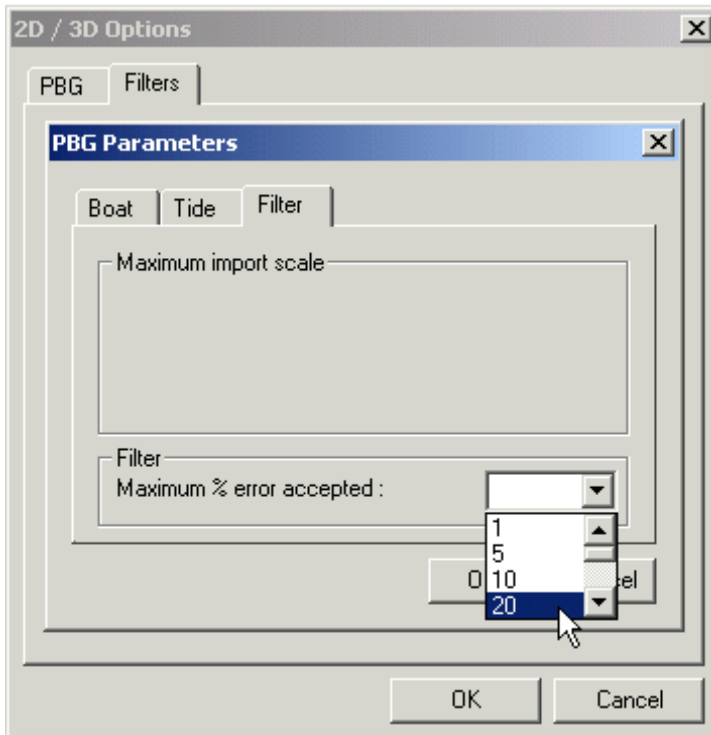 2D / 3D Options
PBG Filters
PBG Parameters
Boat Tide Filter
Maximum import scale
Filter
Maximum % error accepted :
1
5
10
20
OK Cancel